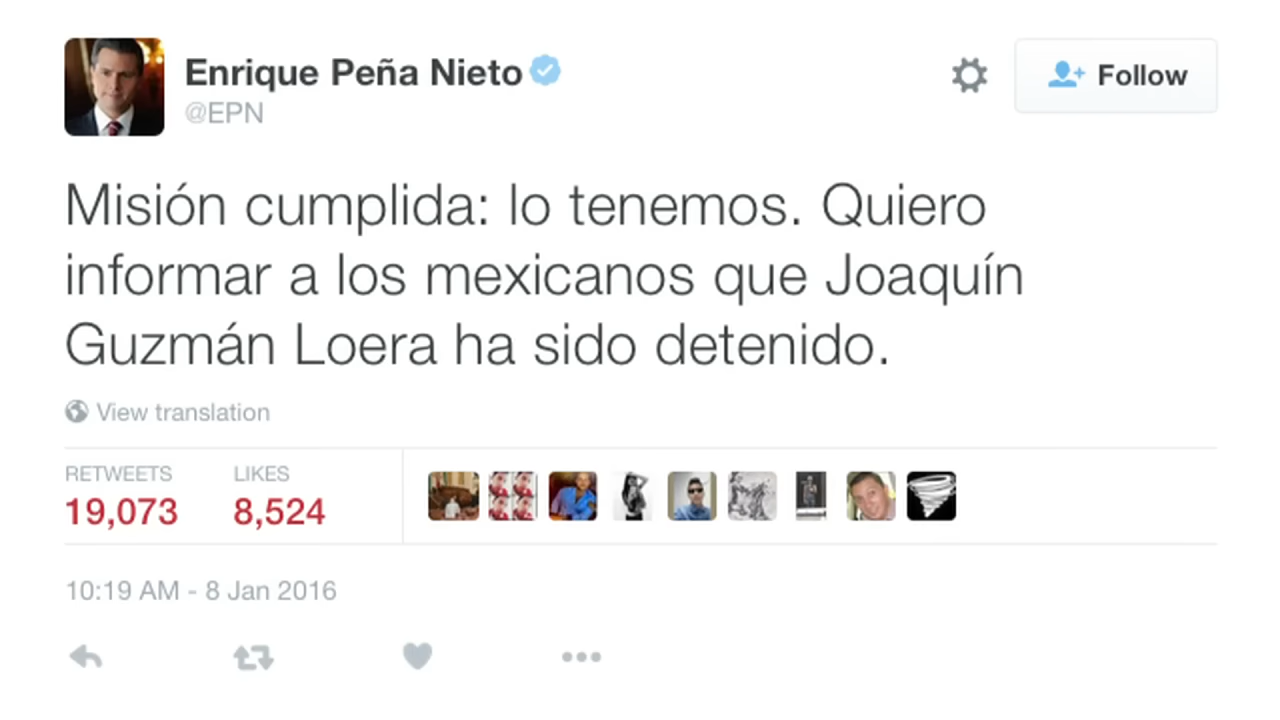 Enrique Peña Nieto
@EPN
Follow
Misión cumplida: lo tenemos. Quiero
informar a los mexicanos que Joaquín
Guzmán Loera ha sido detenido.
View translation
RETWEETS LIKES
19,073 8,524
10:19 AM - 8 Jan 2016